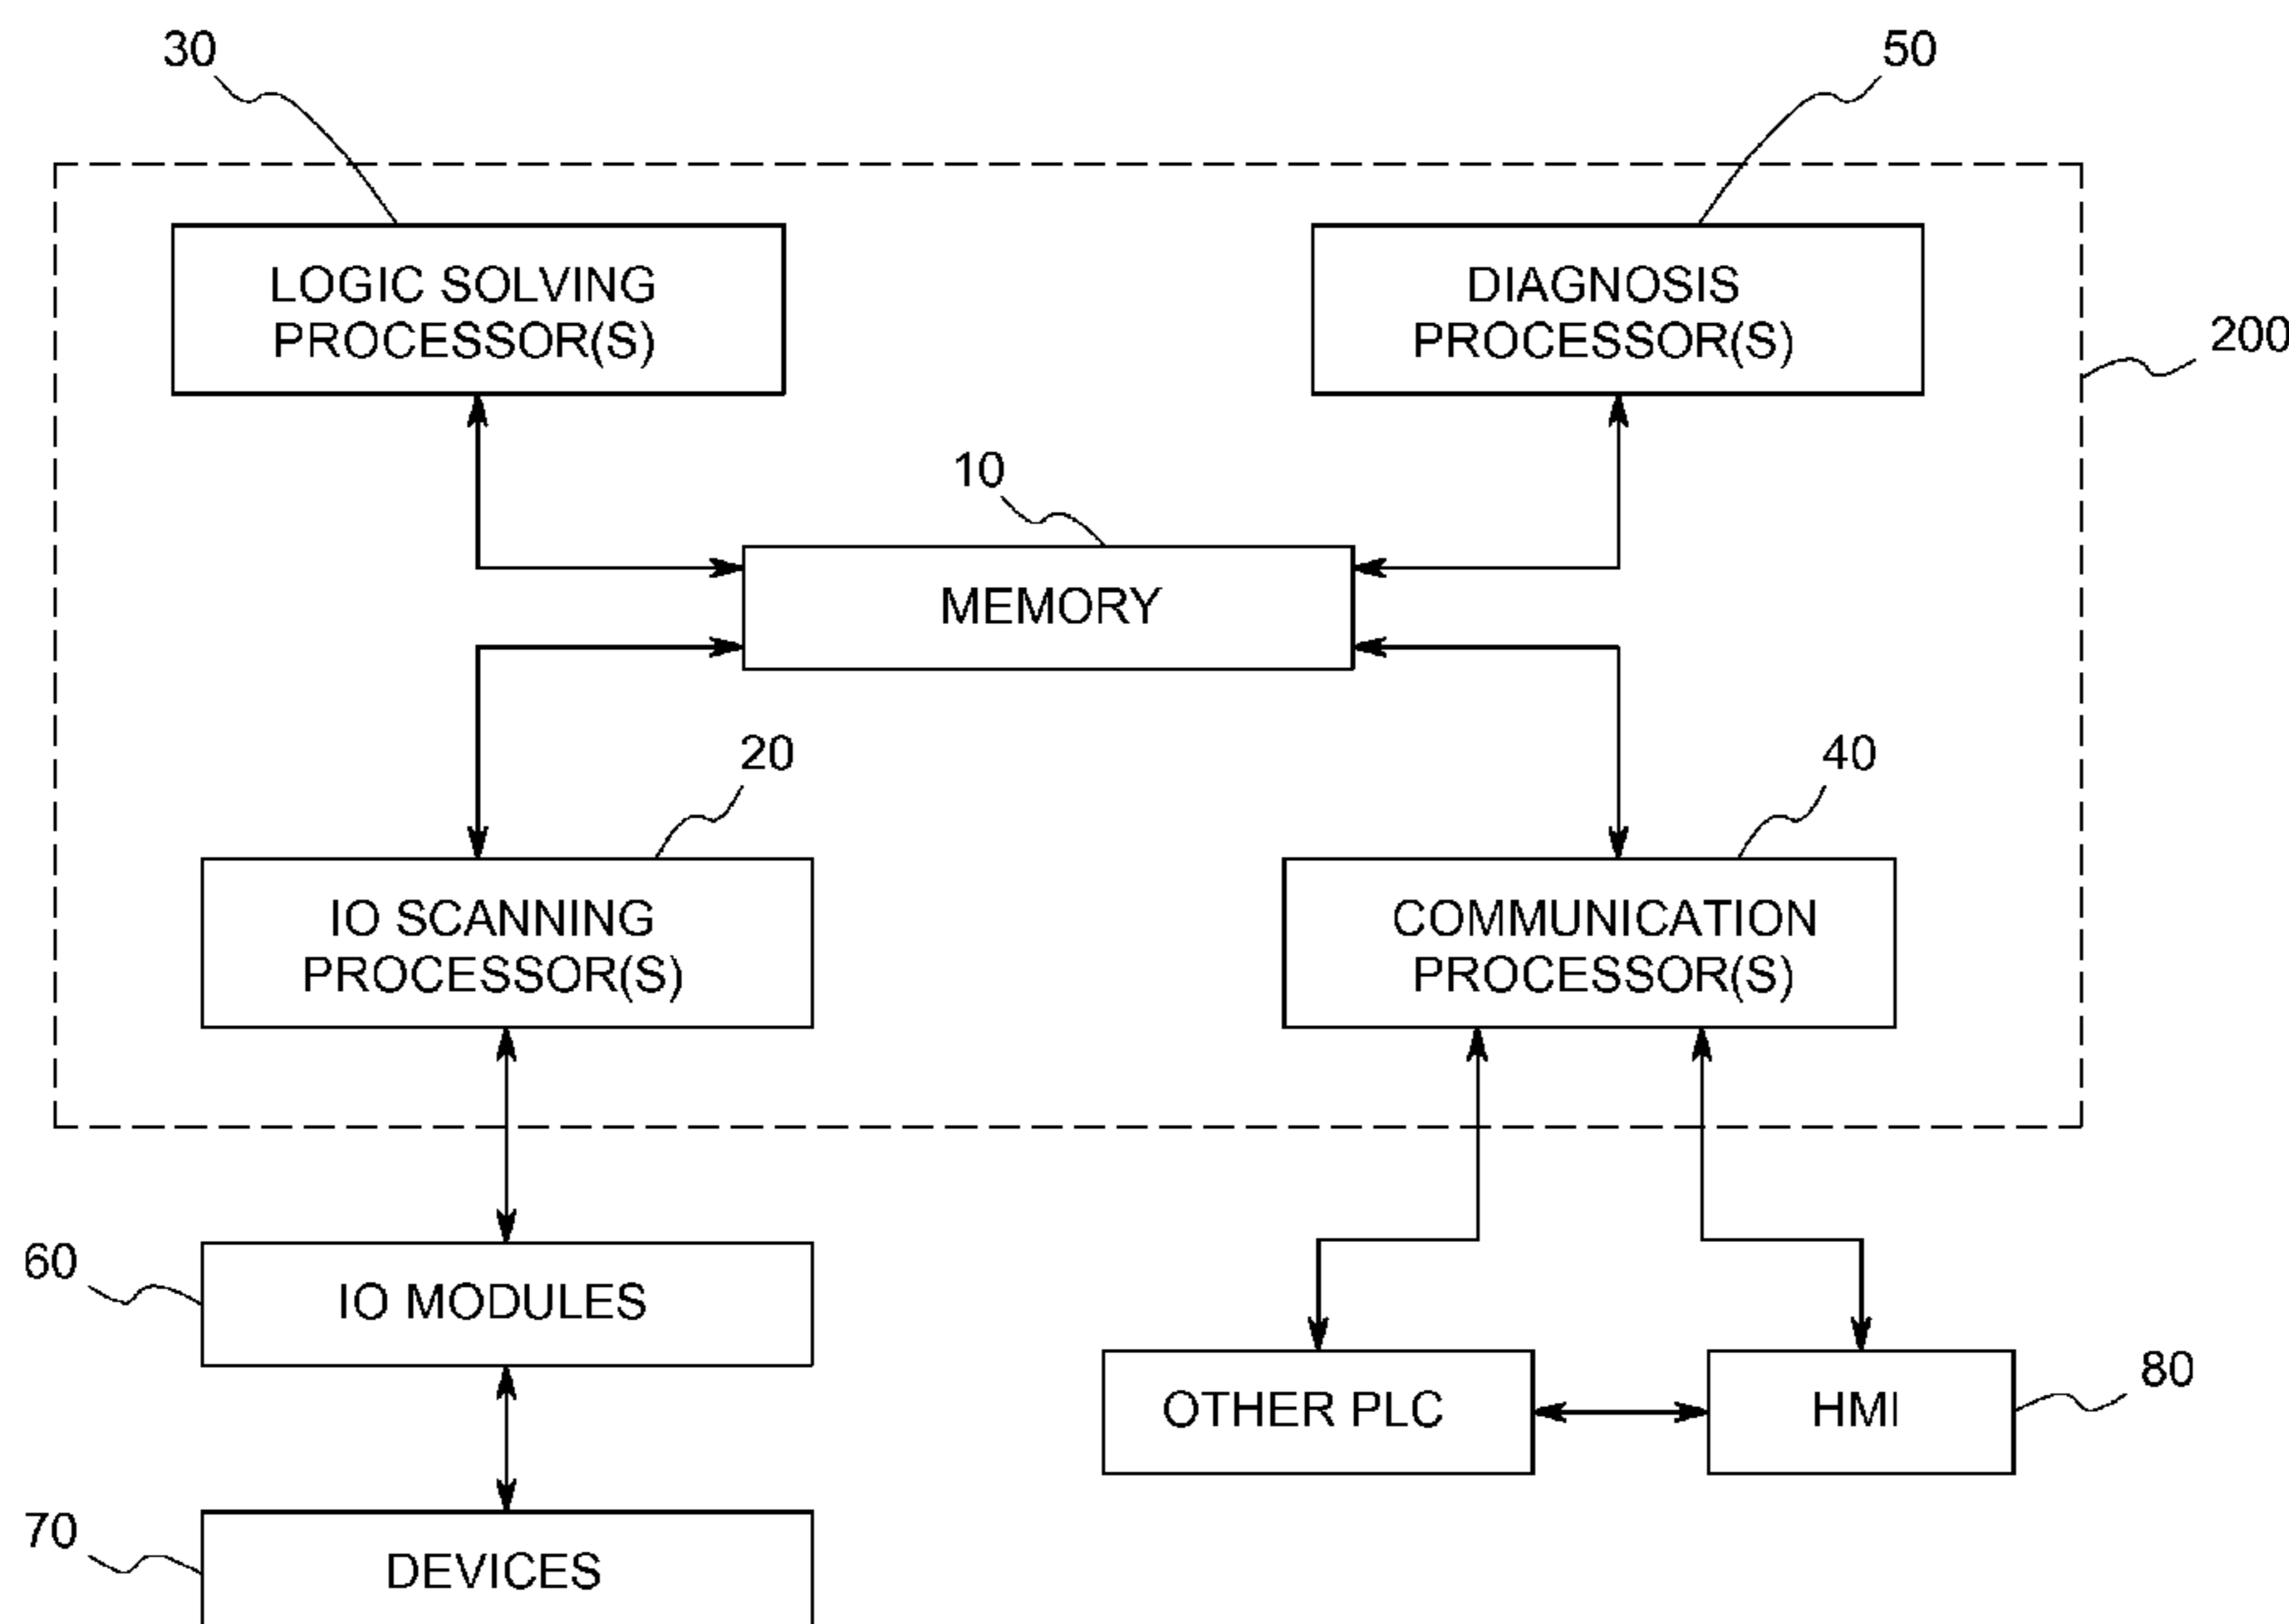 30
50
LOGIC SOLVING
PROCESSOR(S)
DIAGNOSIS
PROCESSOR(S)
200
10
MEMORY
20
40
IO SCANNING
PROCESSOR(S)
COMMUNICATION
PROCESSOR(S)
60
IO MODULES
OTHER PLC
HMI
80
70
DEVICES